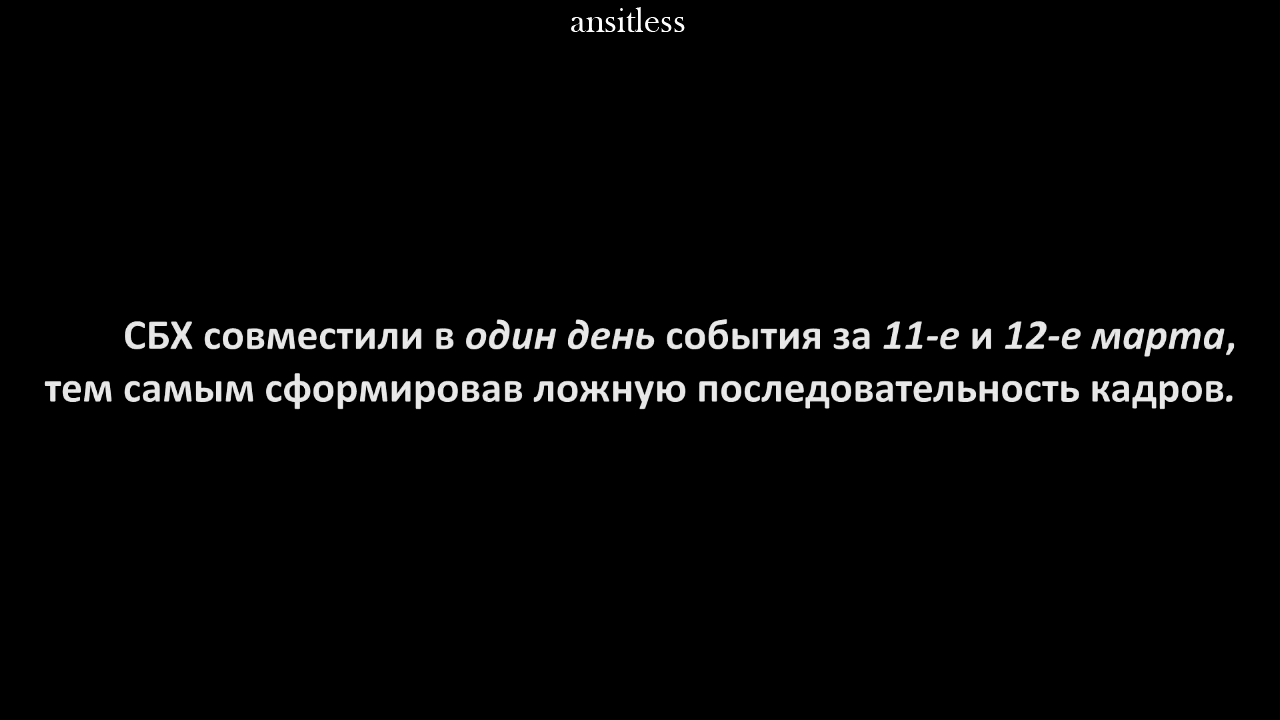 ansitless
СБХ совместили в один день события за 11-е и 12-е марта,
тем самым сформировав ложную последовательность кадров.